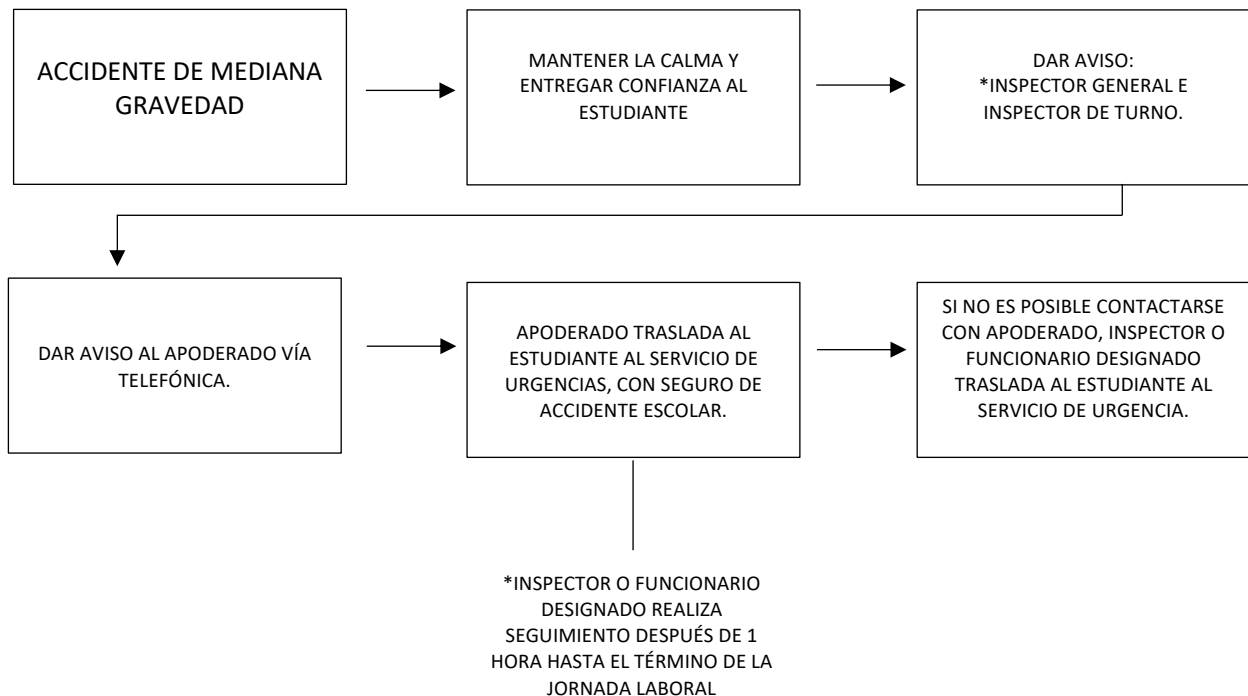 ACCIDENTE DE MEDIANA
GRAVEDAD
MANTENER LA CALMA Y
ENTREGAR CONFIANZA AL
ESTUDIANTE
DAR AVISO:
*INSPECTOR GENERAL E
INSPECTOR DE TURNO.
DAR AVISO AL APODERADO VÍA
TELEFÓNICA.
APODERADO TRASLADA AL
ESTUDIANTE AL SERVICIO DE
URGENCIAS, CON SEGURO DE
ACCIDENTE ESCOLAR.
SI NO ES POSIBLE CONTACTARSE
CON APODERADO, INSPECTOR O
FUNCIONARIO DESIGNADO
TRASLADA AL ESTUDIANTE AL
SERVICIO DE URGENCIA.
*INSPECTOR O FUNCIONARIO
DESIGNADO REALIZA
SEGUIMIENTO DESPUÉS DE 1
HORA HASTA EL TÉRMINO DE LA
JORNADA LABORAL